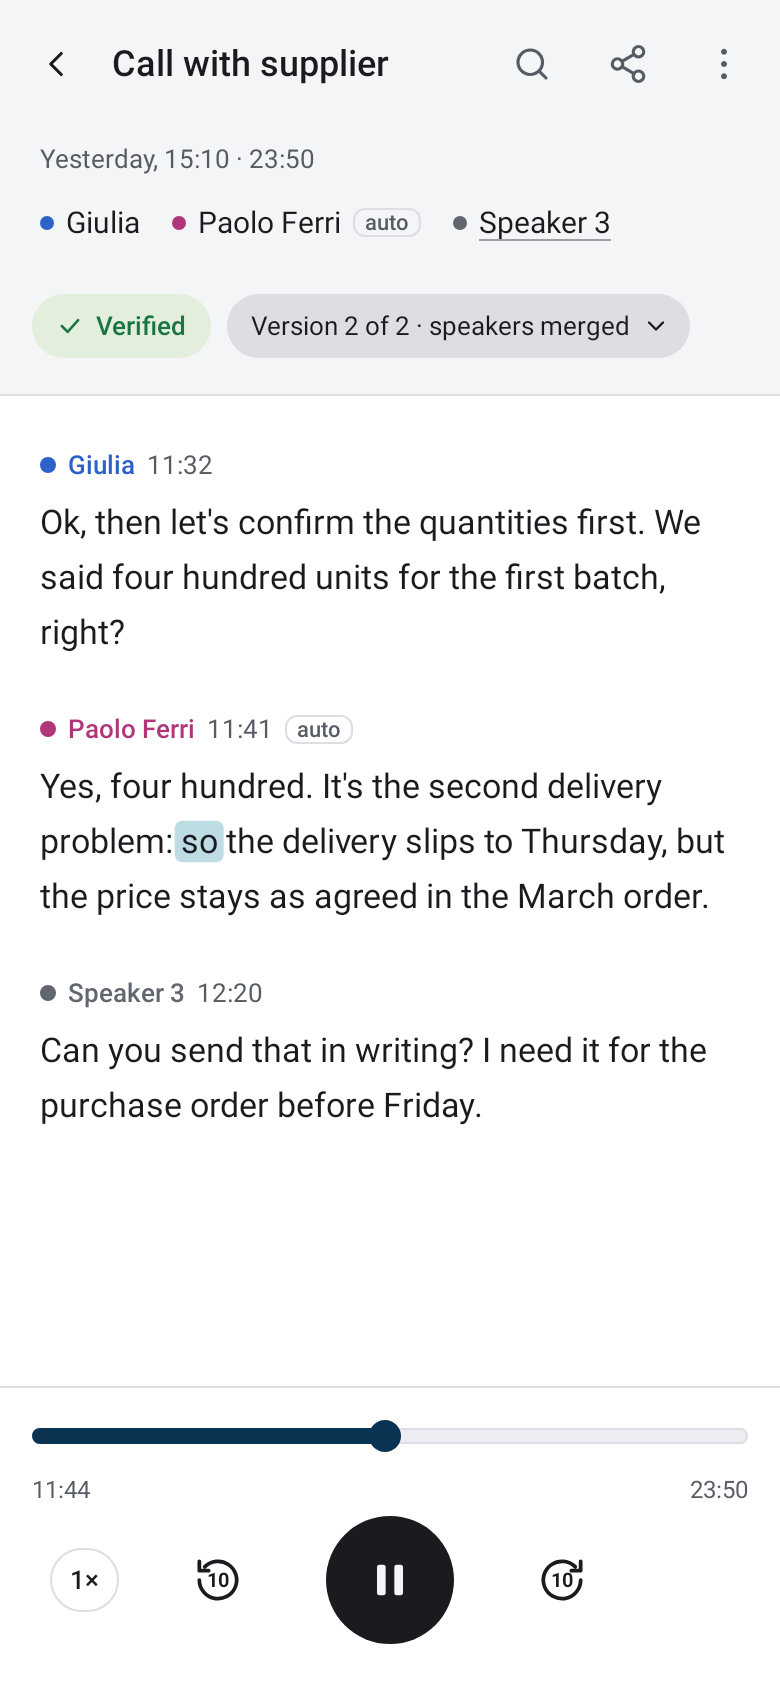 Call with supplier
Yesterday, 15:10 · 23:50
Giulia Paolo Ferri auto Speaker 3
Verified Version 2 of 2 · speakers merged
Giulia 11:32
Ok, then let's confirm the quantities first. We
said four hundred units for the first batch,
right?
Paolo Ferri 11:41 auto
Yes, four hundred. It's the second delivery
problem: so the delivery slips to Thursday, but
the price stays as agreed in the March order.
Speaker 3 12:20
Can you send that in writing? I need it for the
purchase order before Friday.
11:44 23:50
1× 10 10